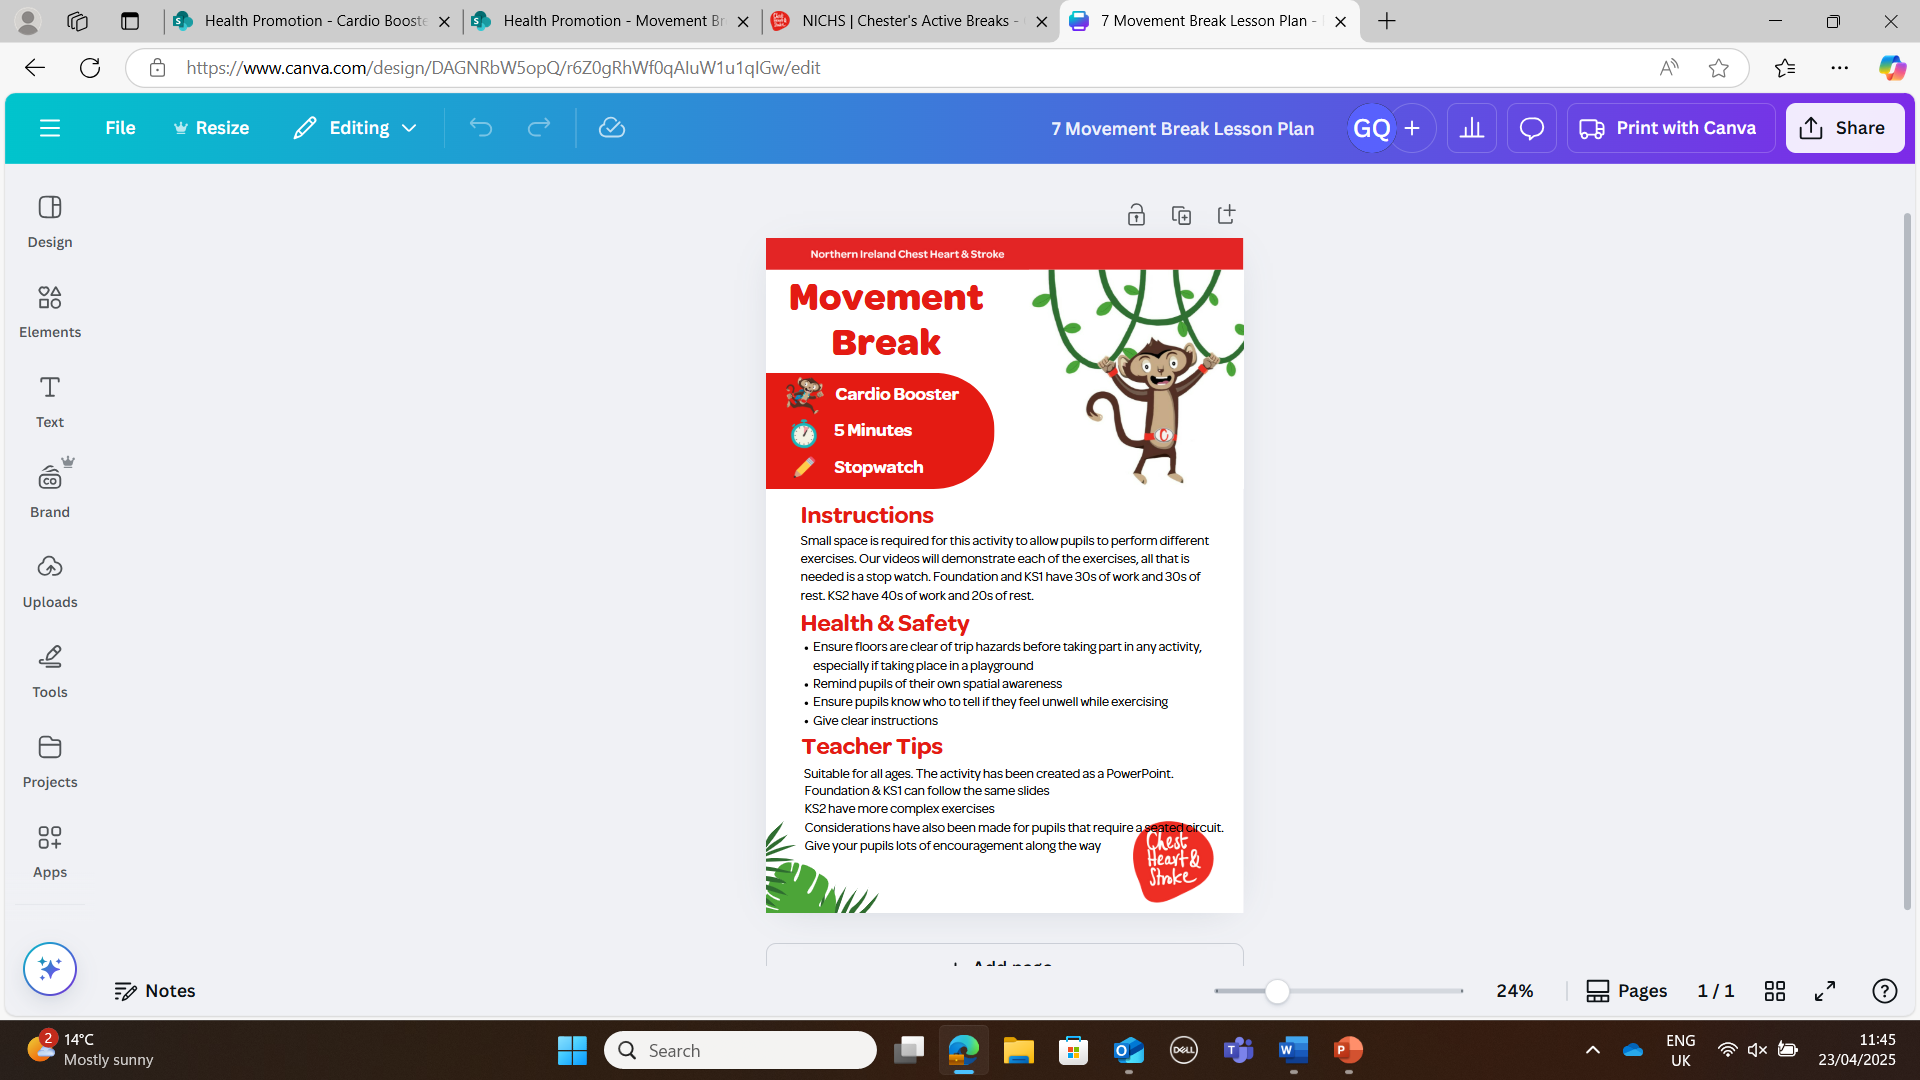 Health Promotion - Cardio Booste
Health Promotion - Movement Br
NICHS | Chester's Active Breaks -
7 Movement Break Lesson Plan -
https://www.canva.com/design/DAGNRbW5opQ/r6Z0gRhWf0qAIuW1u1qIGw/edit
File
Resize
Editing
7 Movement Break Lesson Plan
GQ
Print with Canva
Share
Design
Elements
Text
Brand
Uploads
Tools
Projects
Apps
Northern Ireland Chest Heart & Stroke
Movement
Break
Cardio Booster
5 Minutes
Stopwatch
Instructions
Small space is required for this activity to allow pupils to perform different
exercises. Our videos will demonstrate each of the exercises, all that is
needed is a stop watch. Foundation and KS1 have 30s of work and 30s of
rest. KS2 have 40s of work and 20s of rest.
Health & Safety
• Ensure floors are clear of trip hazards before taking part in any activity,
especially if taking place in a playground
• Remind pupils of their own spatial awareness
• Ensure pupils know who to tell if they feel unwell while exercising
• Give clear instructions
Teacher Tips
Suitable for all ages. The activity has been created as a PowerPoint.
Foundation & KS1 can follow the same slides
KS2 have more complex exercises
Considerations have also been made for pupils that require a seated circuit.
Give your pupils lots of encouragement along the way
Chest
Heart &
Stroke
+ Add page
Notes
24%
Pages
1 / 1
2
14°C
Mostly sunny
Search
DELL
ENG
UK
11:45
23/04/2025